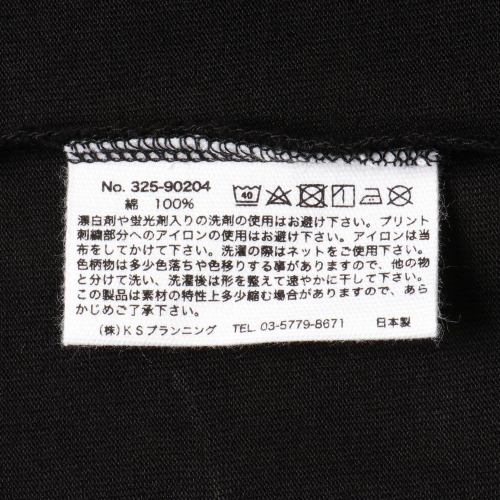 No. 325-90204
綿 100%
40
漂白剤や蛍光剤入りの洗剤の使用はお避け下さい。プリント
刺繍部分へのアイロンの使用はお避け下さい。アイロンは当
布をしてかけて下さい。洗濯の際はネットをご使用下さい。
色柄物は多少色落ちや色移りする事がありますので、他の物
と分けて洗い、洗濯後は形を整えて速やかに干して下さい。
この製品は素材の特性上多少縮む場合がありますので、あら
かじめご了承下さい。
(株)KSプランニング TEL. 03-5779-8671 日本製